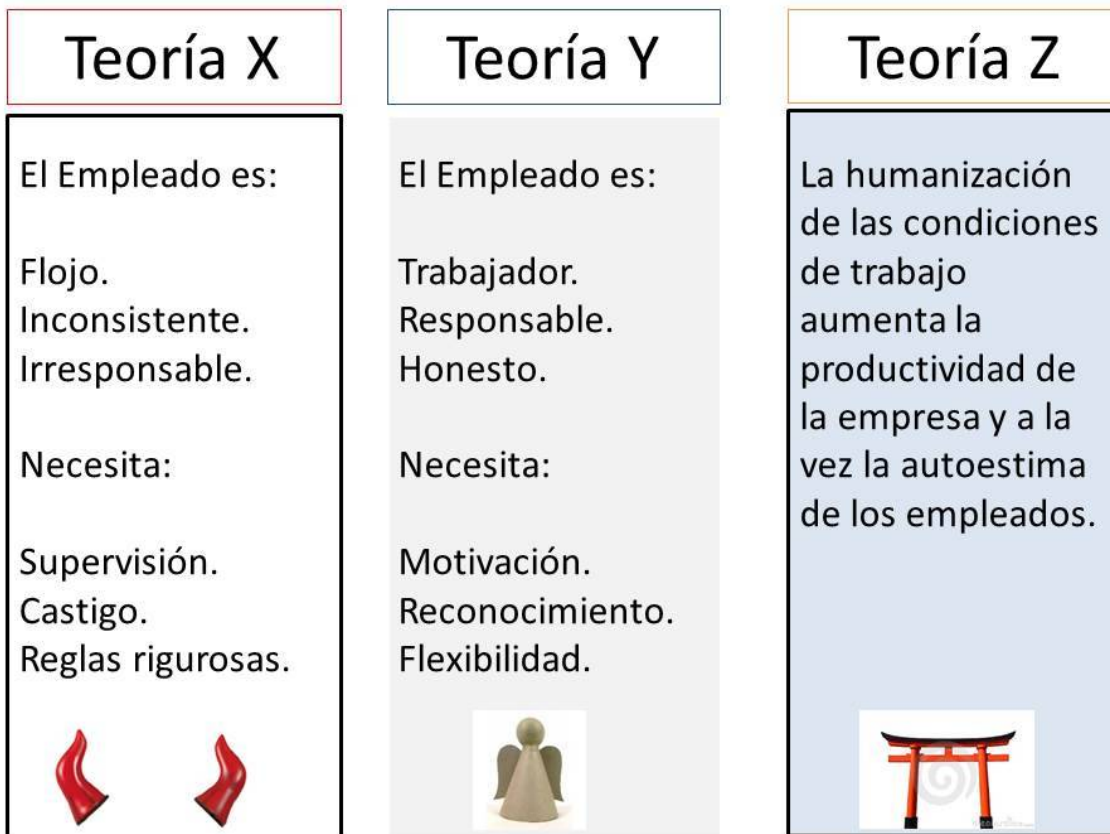 Teoría X
El Empleado es:
Flojo.
Inconsistente.
Irresponsable.
Necesita:
Supervisión.
Castigo.
Reglas rigurosas.
Teoría Y
El Empleado es:
Trabajador.
Responsable.
Honesto.
Necesita:
Motivación.
Reconocimiento.
Flexibilidad.
Teoría Z
La humanización
de las condiciones
de trabajo
aumenta la
productividad de
la empresa y a la
vez la autoestima
de los empleados.